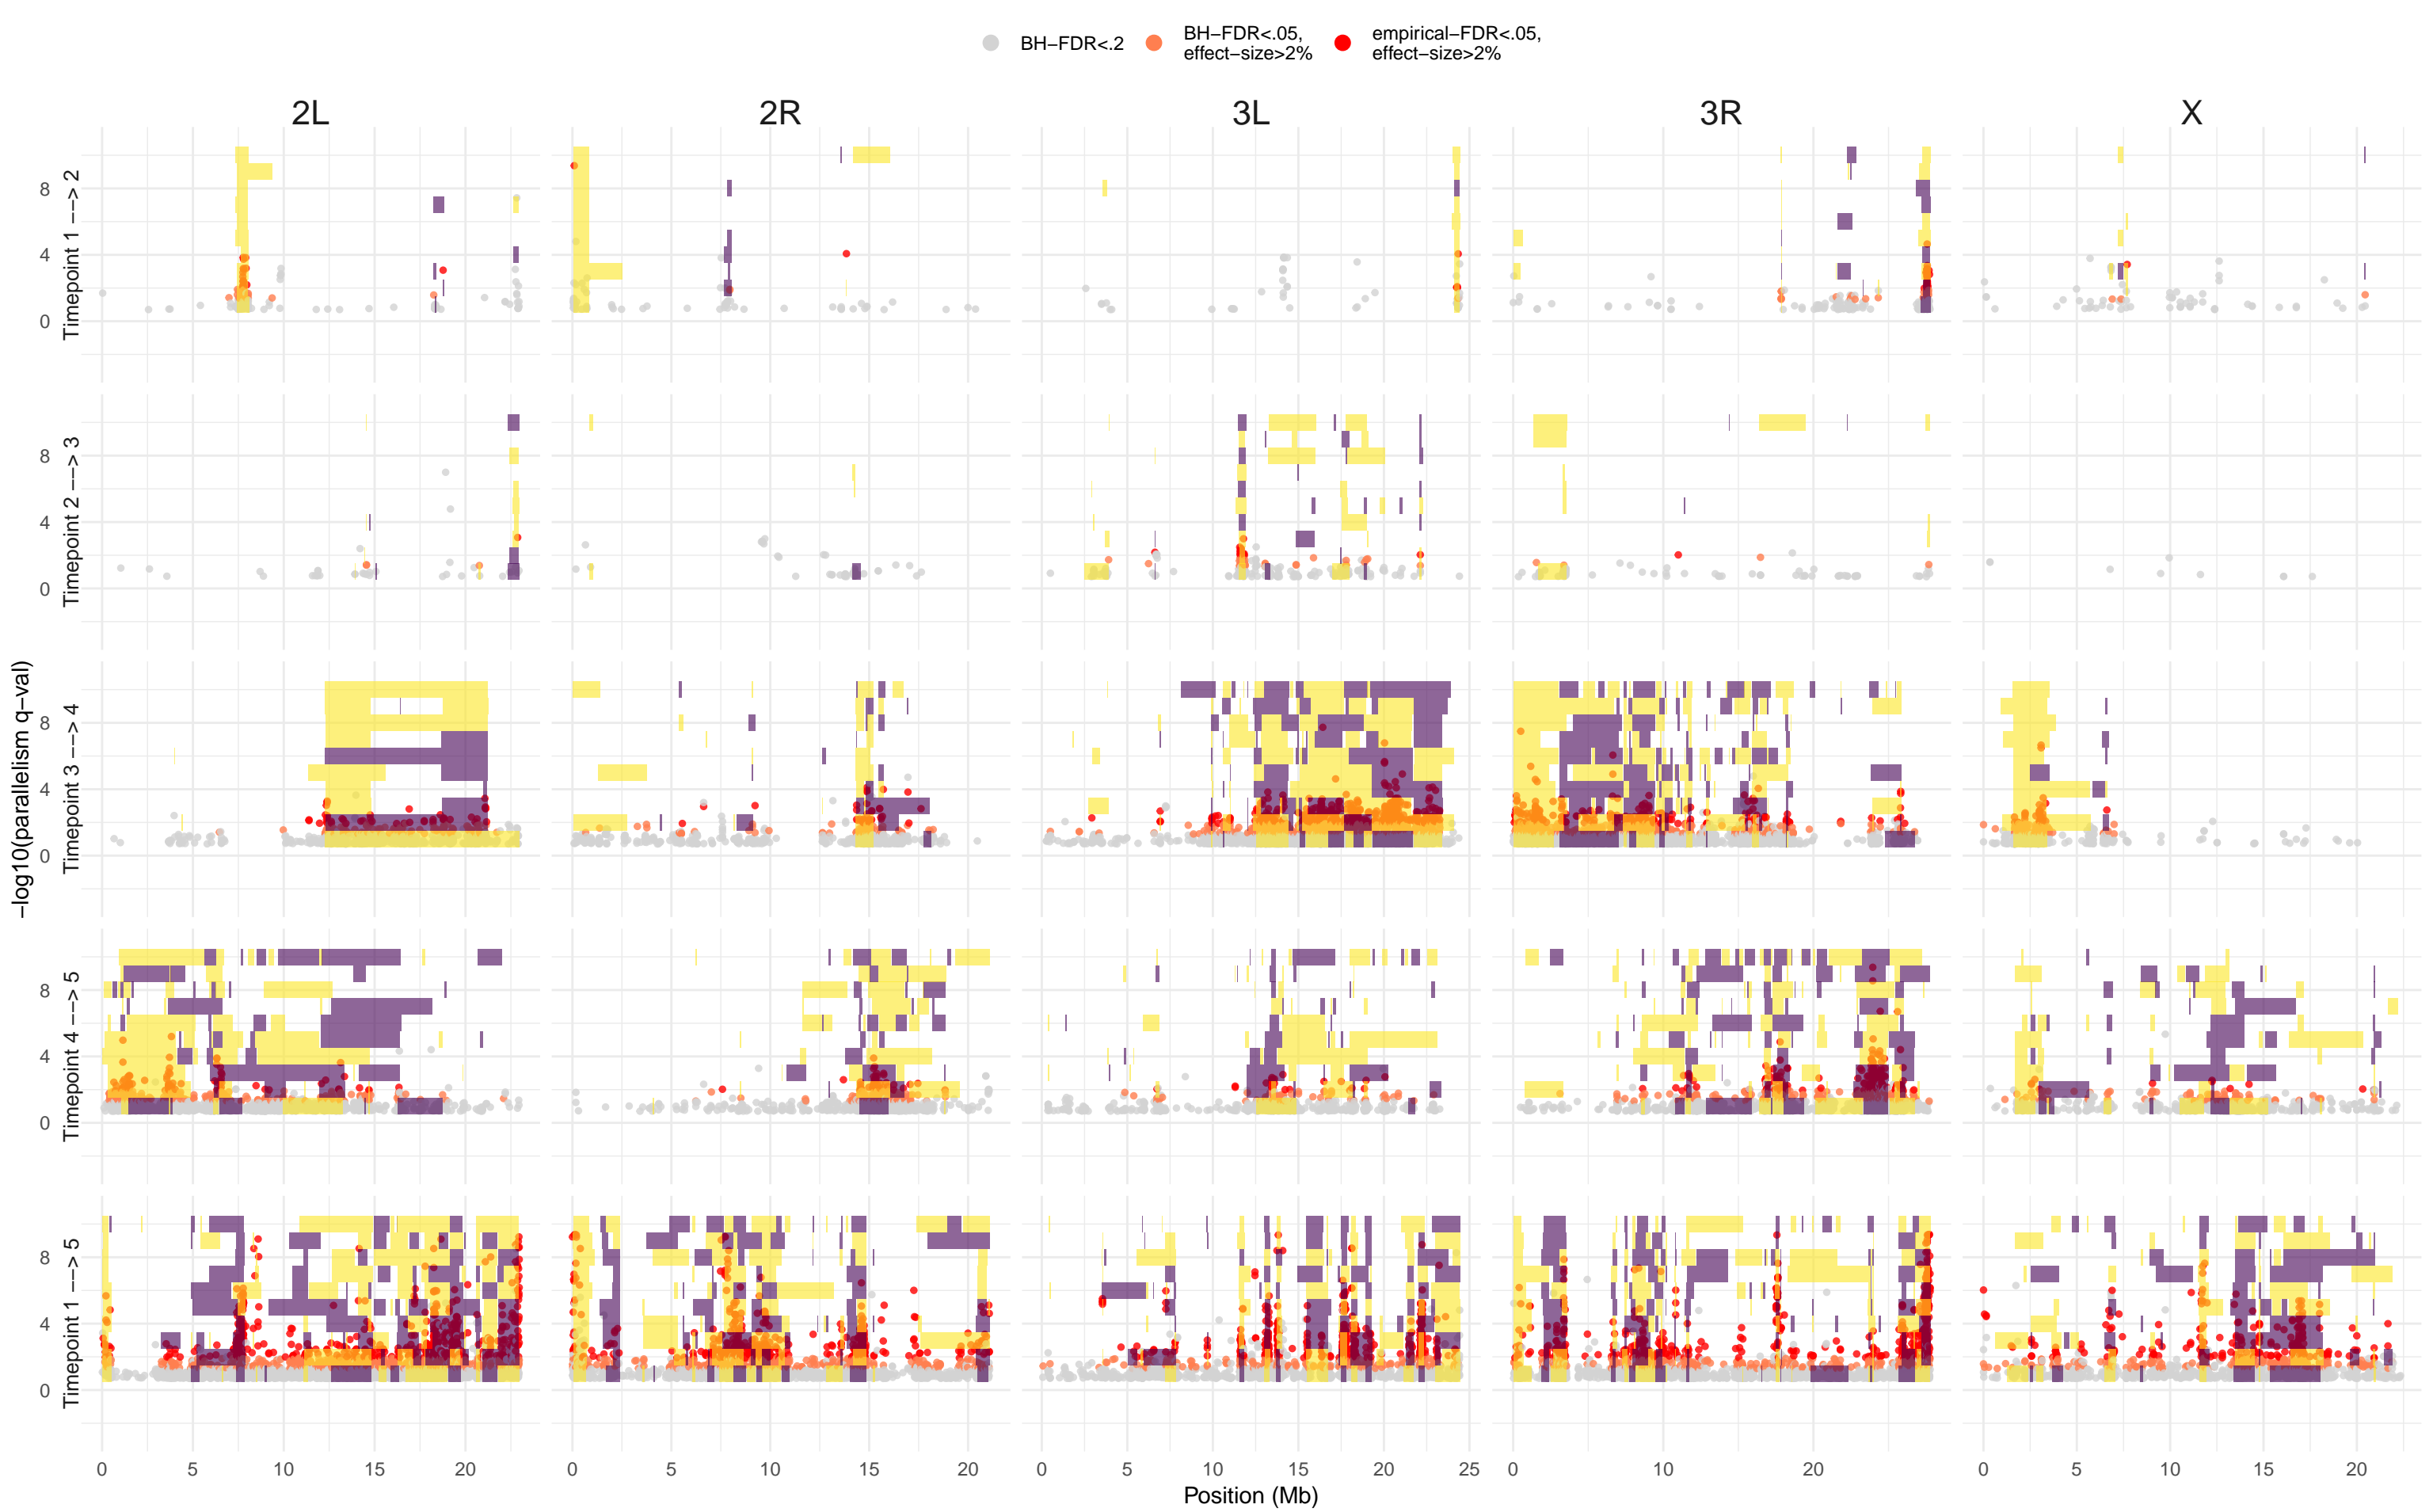 BH−FDR<.2
BH−FDR<.05,
effect−size>2%
empirical−FDR<.05,
effect−size>2%
2L 2R 3L 3R X
−log10(parallelism q−val)
Timepoint 1 −−> 2
8
4
0
Timepoint 2 −−> 3
8
4
0
Timepoint 3 −−> 4
8
4
0
Timepoint 4 −−> 5
8
4
0
Timepoint 1 −−> 5
8
4
0
0 5 10 15 20 0 5 10 15 20 0 5 10 15 20 25 0 10 20 0 5 10 15 20
Position (Mb)